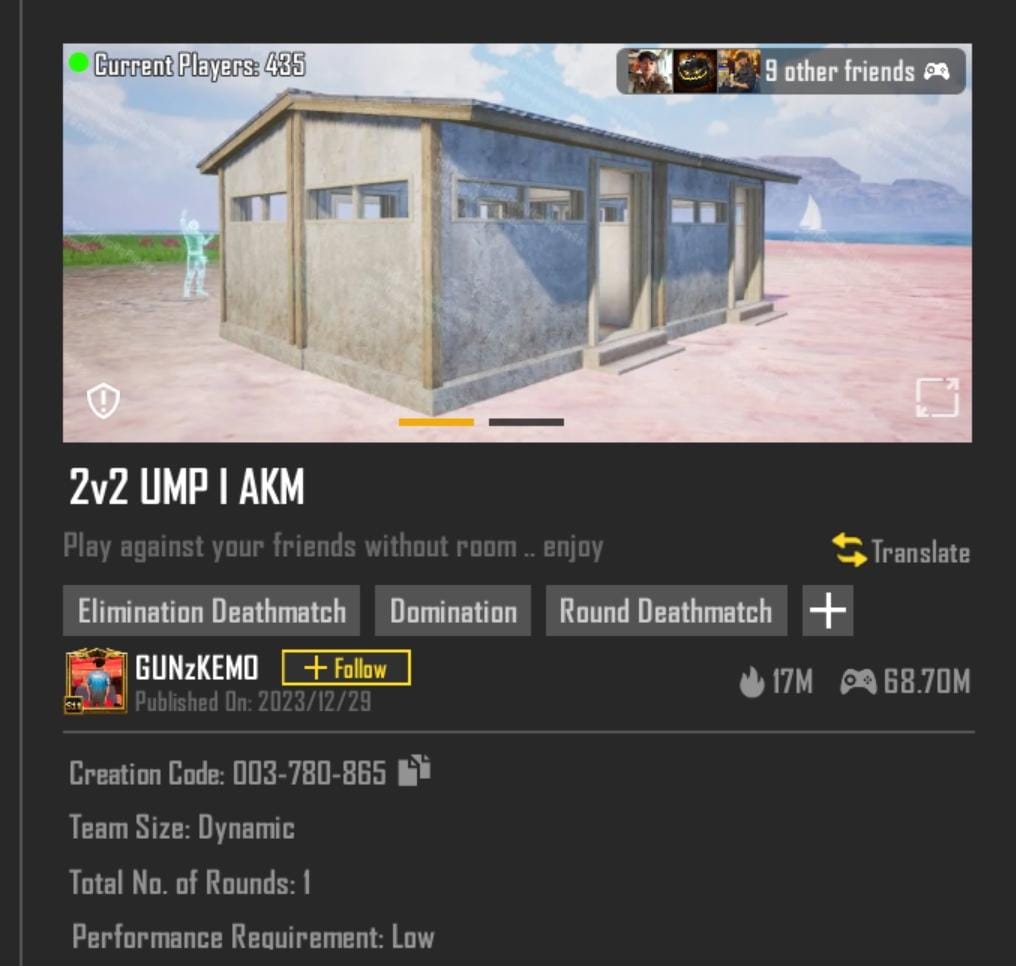 Current Players: 435
9 other friends
2v2 UMP | AKM
Play against your friends without room .. enjoy
Translate
Elimination Deathmatch
Domination
Round Deathmatch
GUNzKEMO
+ Follow
Published On: 2023/12/29
17M
68.70M
Creation Code: 003-780-865
Team Size: Dynamic
Total No. of Rounds: 1
Performance Requirement: Low